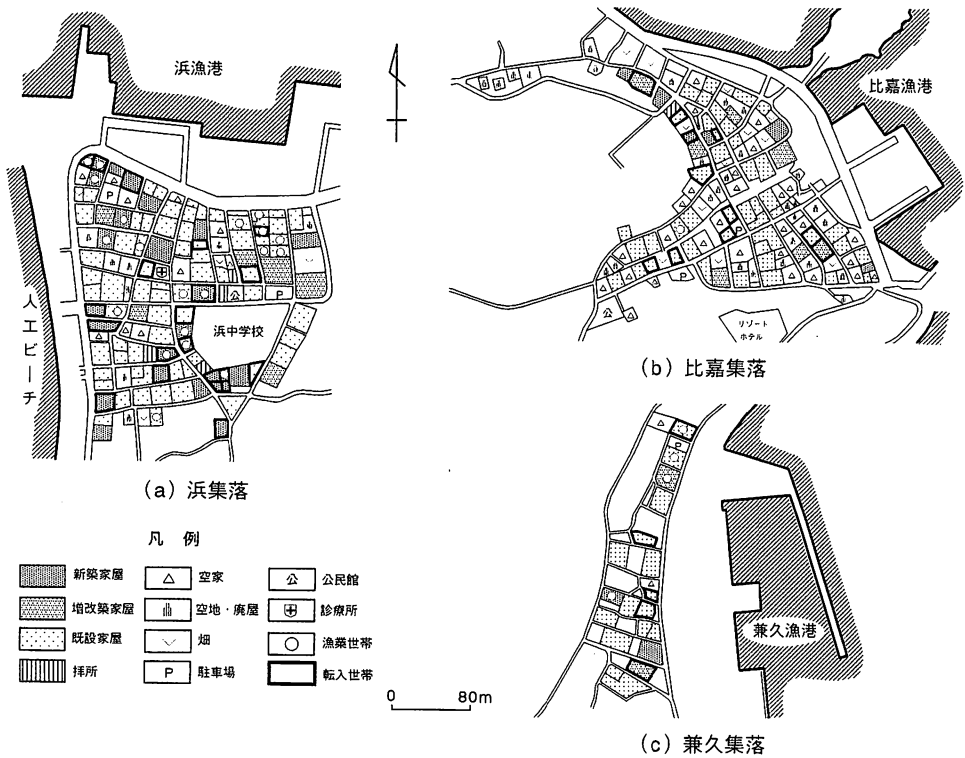 浜漁港
人工ビーチ
浜中学校
(a) 浜集落
比嘉漁港
リゾート
ホテル
(b) 比嘉集落
凡 例
新築家屋
増改築家屋
既設家屋
拝所
空家
空地・廃屋
畑
P 駐車場
公 公民館
診療所
漁業世帯
転入世帯
0 80m
兼久漁港
(c) 兼久集落